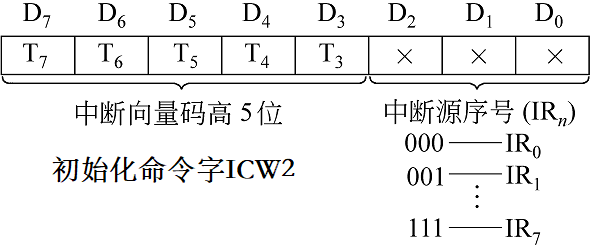 D₇ D₆ D₅ D₄ D₃ D₂ D₁ D₀
T₇ T₆ T₅ T₄ T₃ × × ×
中断向量码高5位 中断源序号(IRn)
000——IR₀
初始化命令字ICW2 001——IR₁
⋮
111——IR₇